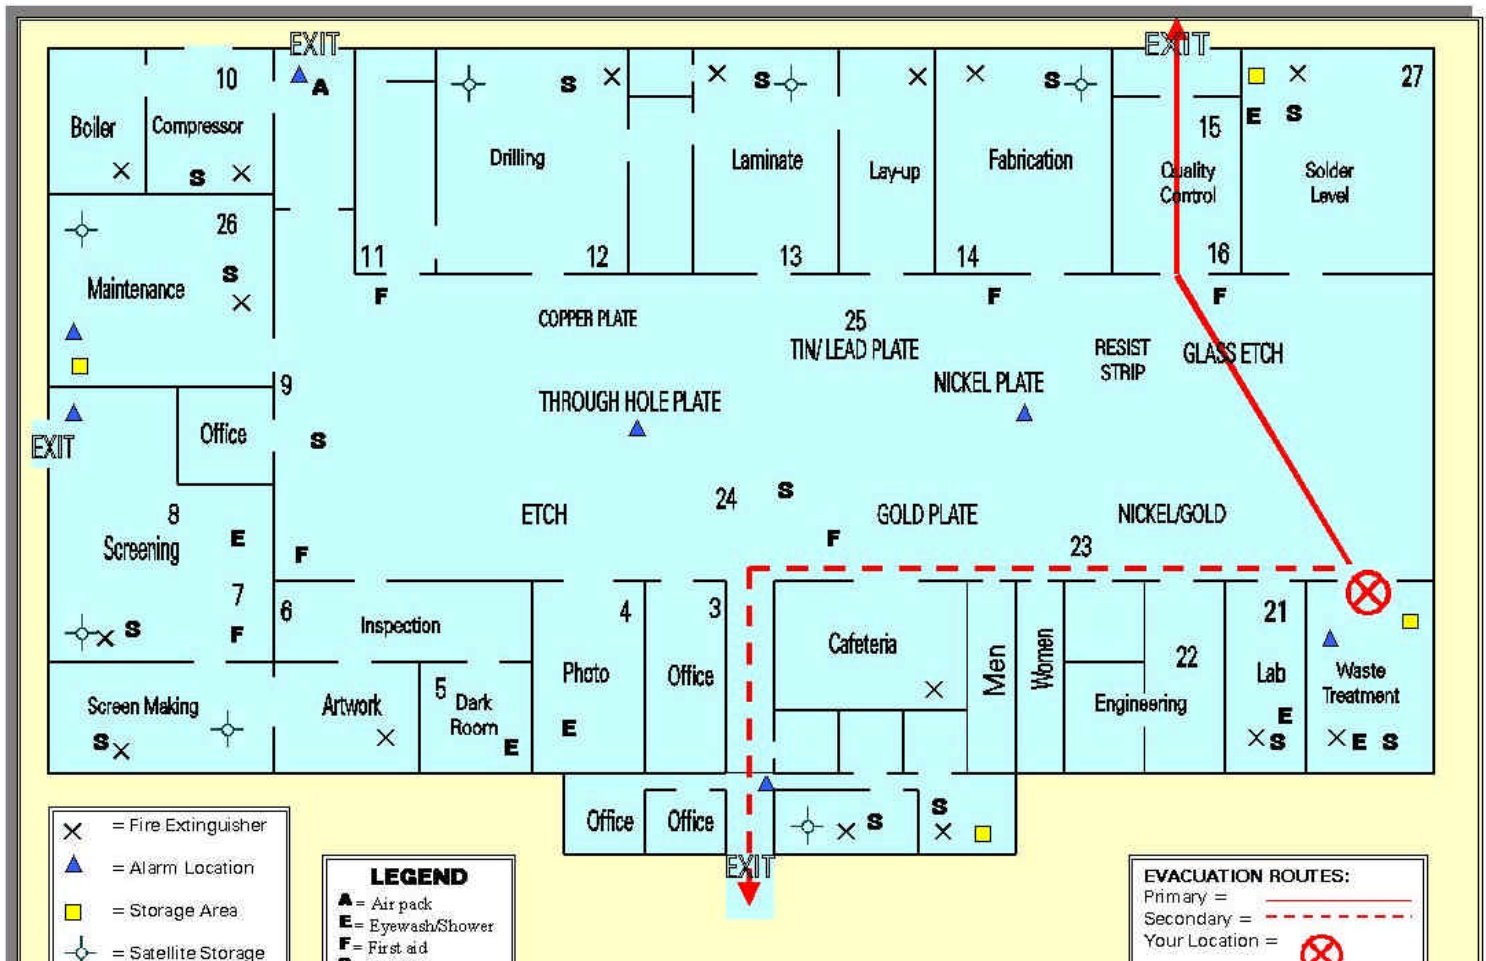 EXIT
EXIT
10
A
S
S
S
27
Boiler
Compressor
E
S
15
Drilling
Laminate
Lay-up
Fabrication
Quality
Control
Solder
Level
S
26
11
12
13
14
16
S
Maintenance
F
F
F
COPPER PLATE
25
TIN/ LEAD PLATE
RESIST
STRIP
GLASS ETCH
9
NICKEL PLATE
THROUGH HOLE PLATE
Office
S
EXIT
24
S
8
ETCH
GOLD PLATE
NICKEL/GOLD
Screening
E
F
F
23
7
6
4
3
21
S
F
Inspection
Cafeteria
Men
Women
22
Photo
Office
Lab
Waste
Treatment
Screen Making
Artwork
5
Dark
Room
Engineering
S
E
E
E
S
E
S
Office
Office
S
S
EXIT
= Fire Extinguisher
= Alarm Location
= Storage Area
= Satellite Storage
LEGEND
A = Air pack
E = Eyewash/Shower
F = First aid
EVACUATION ROUTES:
Primary =
Secondary =
Your Location =